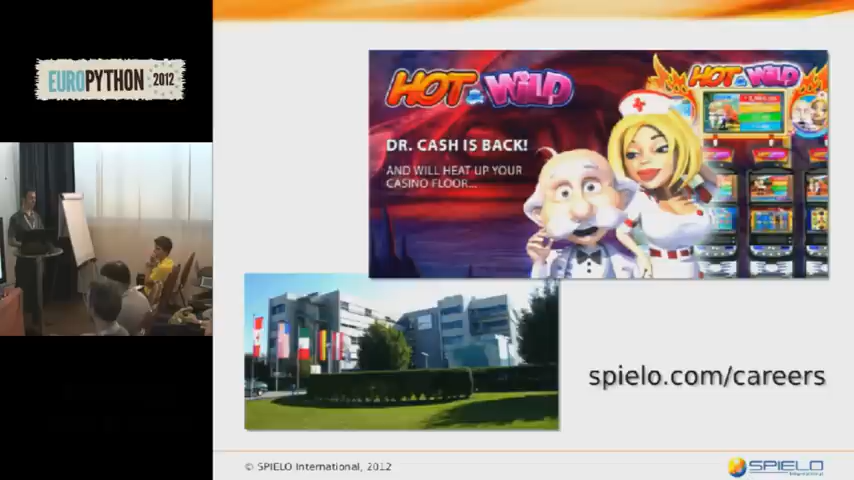 EUROPYTHON 2012
HOT & WILD
DR. CASH IS BACK!
AND WILL HEAT UP YOUR
CASINO FLOOR...
HOT & WILD
spielo.com/careers
© SPIELO International, 2012
SPIELO